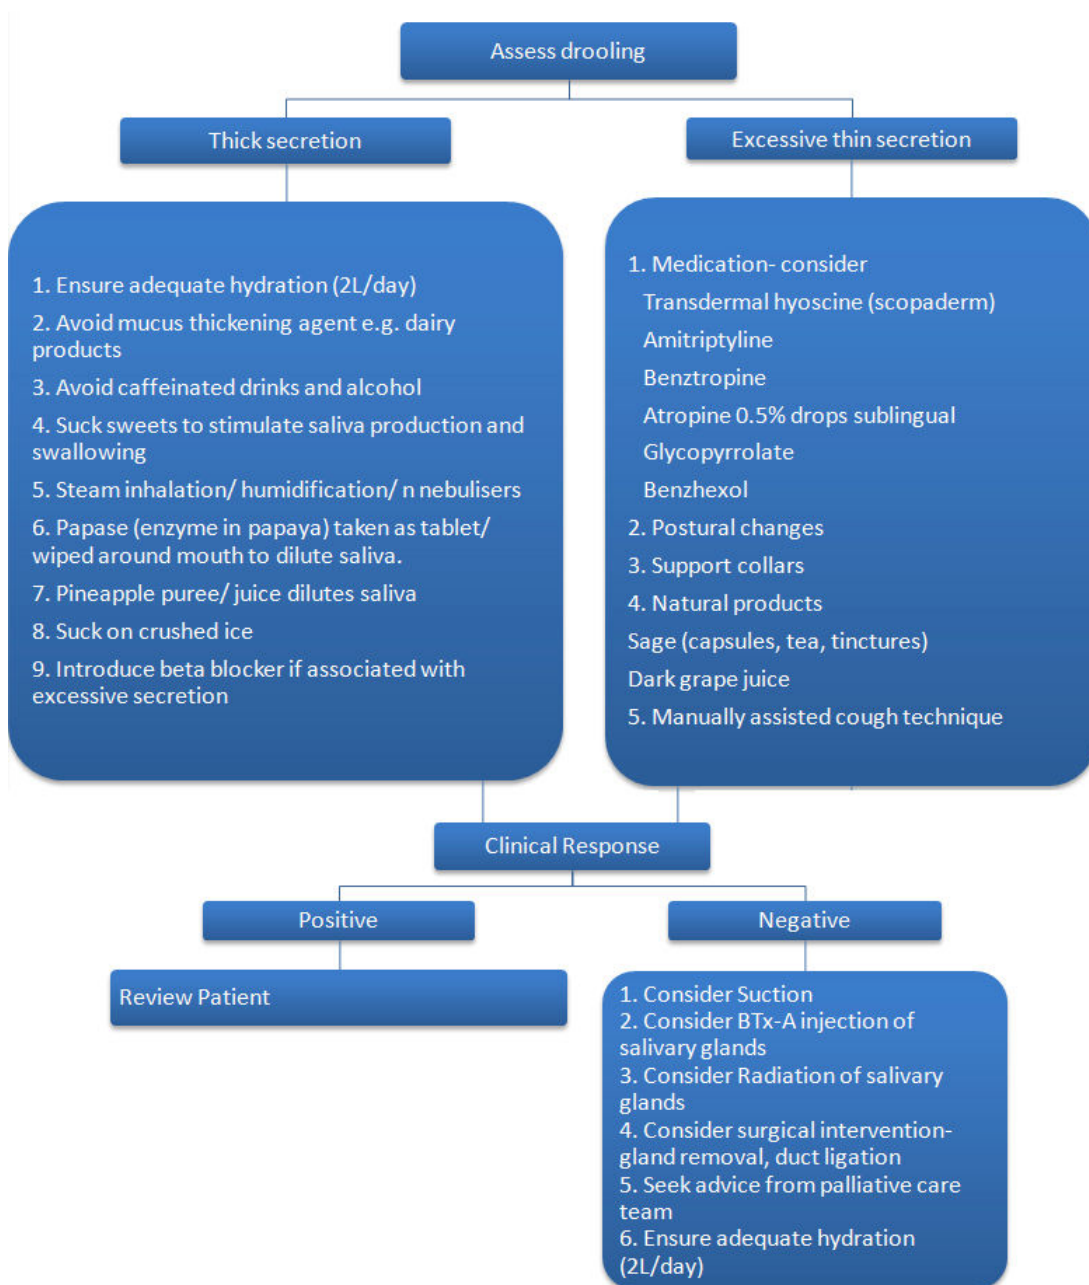 Assess drooling
Thick secretion
Excessive thin secretion
1. Ensure adequate hydration (2L/day)
2. Avoid mucus thickening agent e.g. dairy
products
3. Avoid caffeinated drinks and alcohol
4. Suck sweets to stimulate saliva production and
swallowing
5. Steam inhalation/ humidification/ n nebulisers
6. Papase (enzyme in papaya) taken as tablet/
wiped around mouth to dilute saliva.
7. Pineapple puree/ juice dilutes saliva
8. Suck on crushed ice
9. Introduce beta blocker if associated with
excessive secretion
1. Medication- consider
Transdermal hyoscine (scopaderm)
Amitriptyline
Benztropine
Atropine 0.5% drops sublingual
Glycopyrrolate
Benzhexol
2. Postural changes
3. Support collars
4. Natural products
Sage (capsules, tea, tinctures)
Dark grape juice
5. Manually assisted cough technique
Clinical Response
Positive
Negative
Review Patient
1. Consider Suction
2. Consider BTx-A injection of
salivary glands
3. Consider Radiation of salivary
glands
4. Consider surgical intervention-
gland removal, duct ligation
5. Seek advice from palliative care
team
6. Ensure adequate hydration
(2L/day)